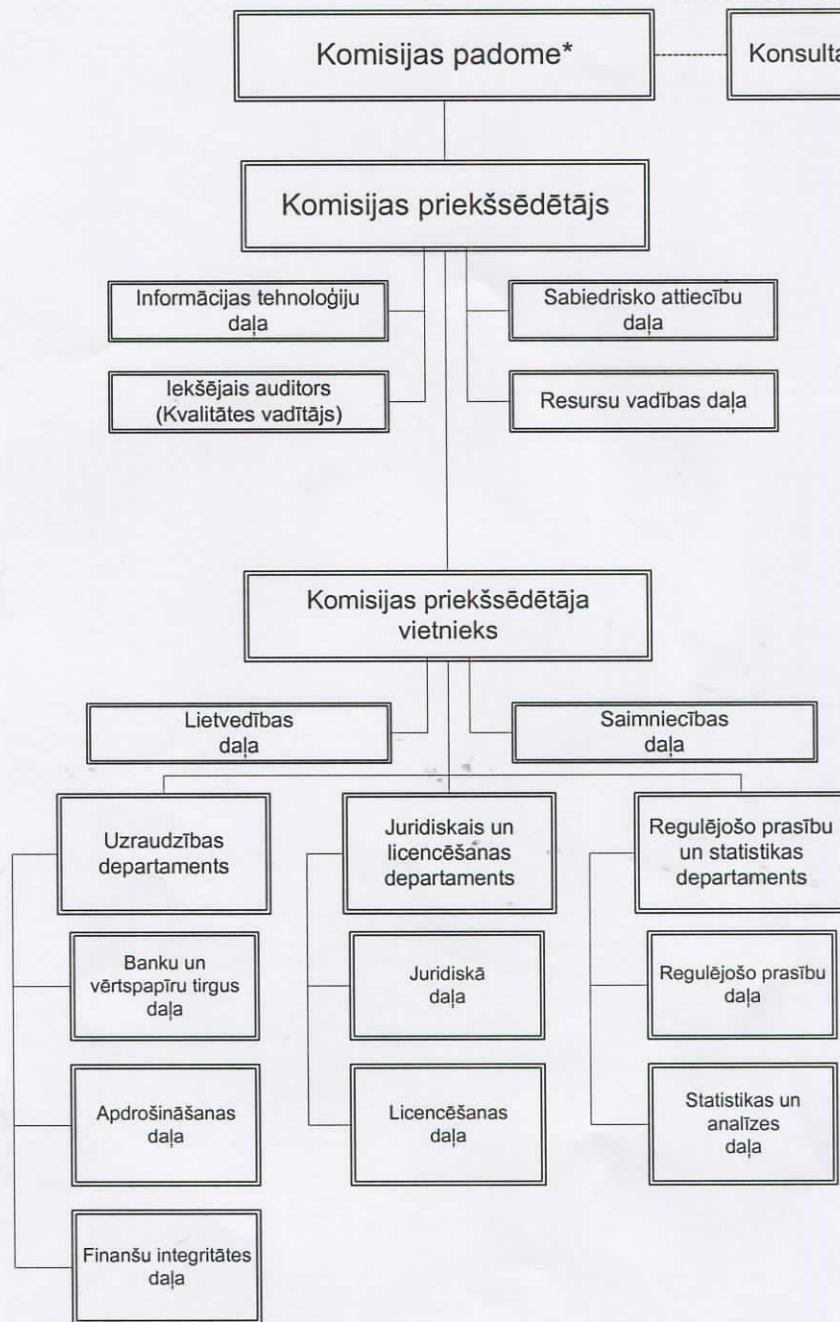 Komisijas padome*
Komisijas priekšsēdētājs
Informācijas tehnoloģiju
daļa
Sabiedrisko attiecību
daļa
Iekšējais auditors
(Kvalitātes vadītājs)
Resursu vadības daļa
Komisijas priekšsēdētāja
vietnieks
Lietvedības
daļa
Saimniecības
daļa
Uzraudzības
departaments
Juridiskais un
licencēšanas
departaments
Regulējošo prasību
un statistikas
departaments
Banku un
vērtspapīru tirgus
daļa
Juridiskā
daļa
Regulējošo prasību
daļa
Apdrošināšanas
daļa
Licencēšanas
daļa
Statistikas un
analīzes
daļa
Finanšu integritātes
daļa